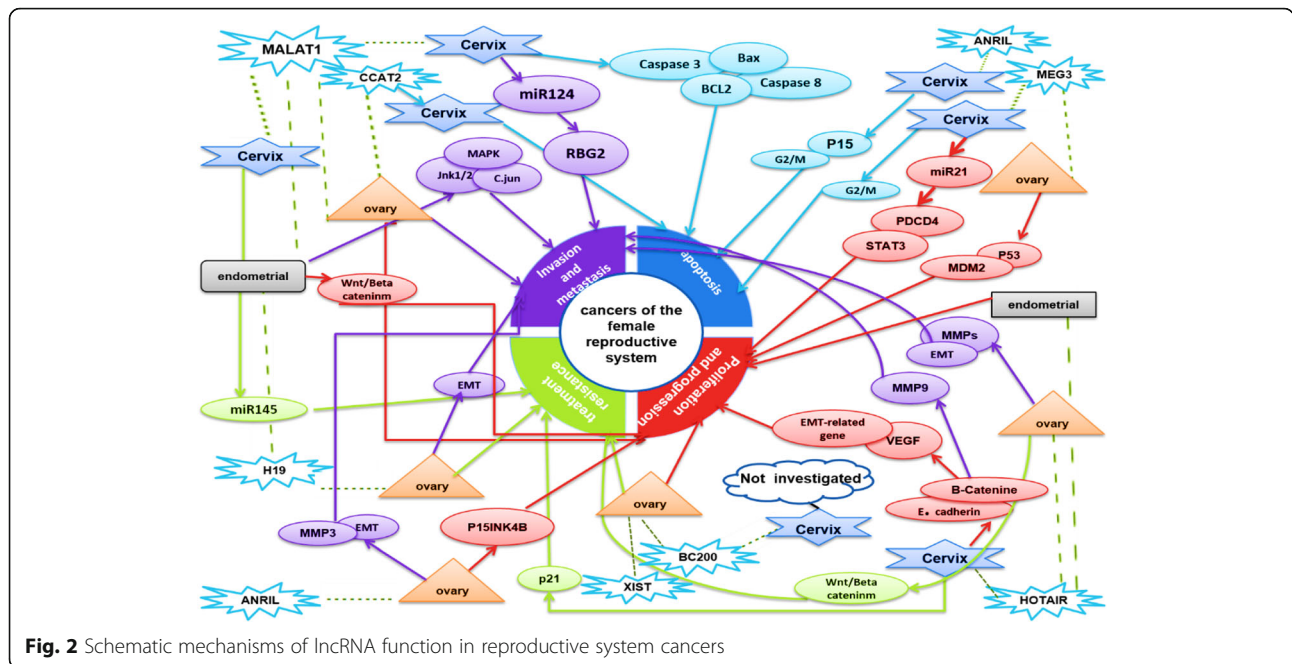 MALAT1
Cervix
CCAT2
Cervix
miR124
RBG2
Caspase 3
Bax
BCL2
Caspase 8
ANRIL
Cervix
MEG3
Cervix
P15
G2/M
G2/M
miR21
ovary
PDCD4
STAT3
P53
MDM2
Cervix
MAPK
Jnk1/2
C.jun
ovary
endometrial
Wnt/Beta
cateninm
Invasion
and
metastasis
apoptosis
cancers of the
female
reproductive
system
treatment
resistance
Proliferation
and progression
endometrial
MMPs
EMT
MMP9
EMT
miR145
ovary
EMT-related
gene
VEGF
H19
ovary
Not investigated
B-Catenine
E. cadherin
MMP3
EMT
P15INK4B
ovary
Cervix
BC200
Cervix
ANRIL
ovary
p21
XIST
Wnt/Beta
cateninm
HOTAIR
Fig. 2 Schematic mechanisms of lncRNA function in reproductive system cancers